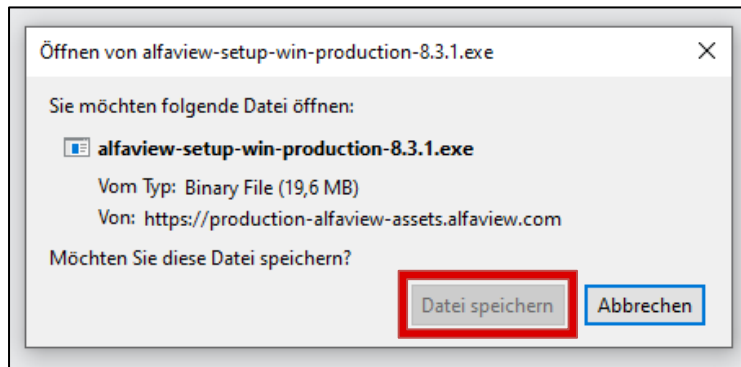 Öffnen von alfaview-setup-win-production-8.3.1.exe
Sie möchten folgende Datei öffnen:
alfaview-setup-win-production-8.3.1.exe
Vom Typ: Binary File (19,6 MB)
Von: https://production-alfaview-assets.alfaview.com
Möchten Sie diese Datei speichern?
Datei speichern Abbrechen